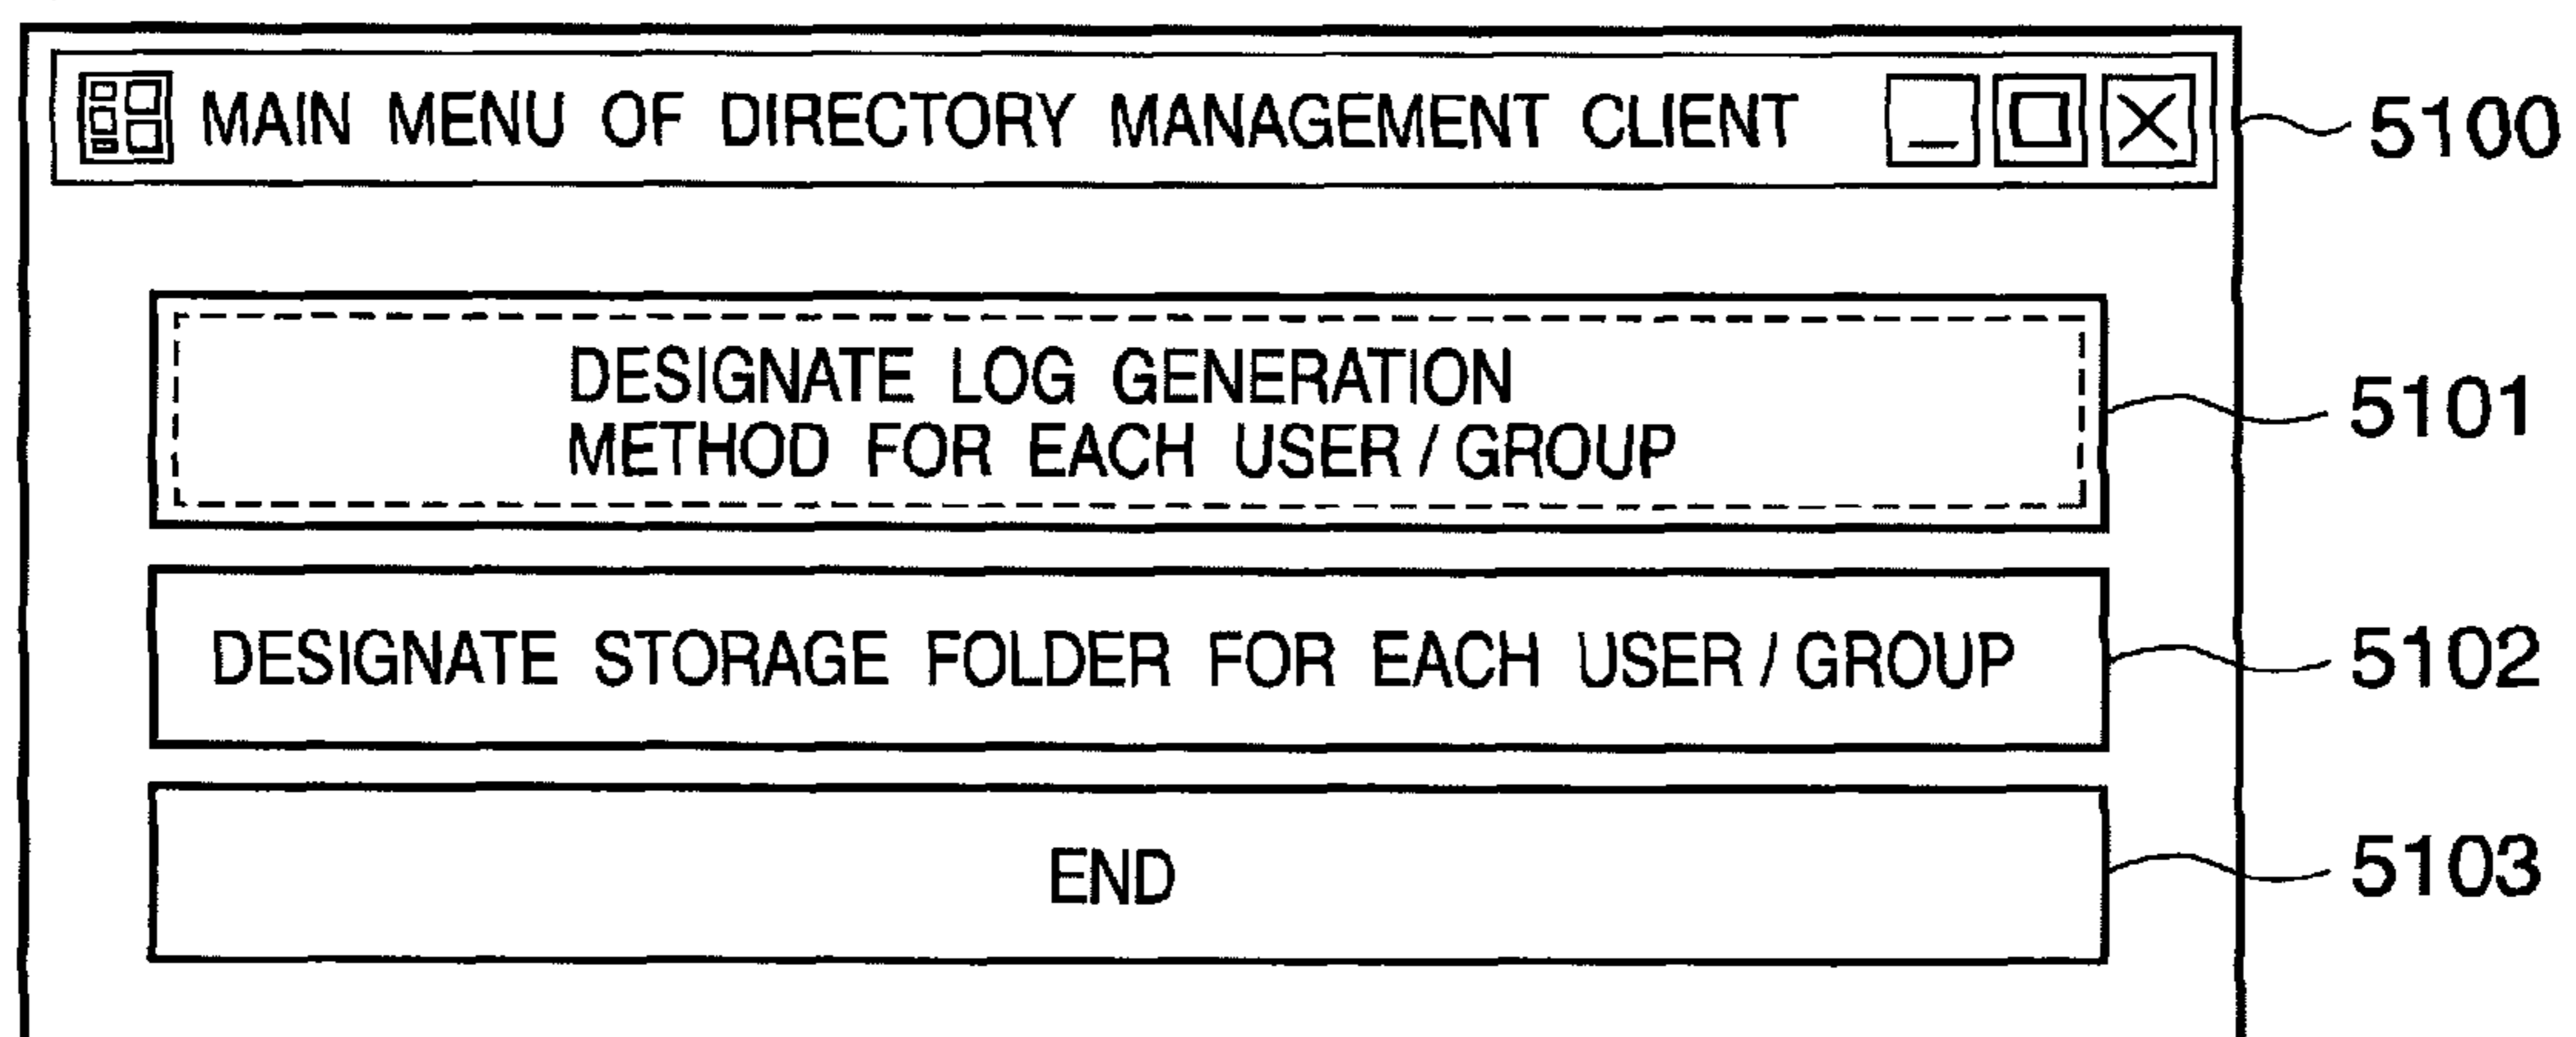 MAIN MENU OF DIRECTORY MANAGEMENT CLIENT
5100
DESIGNATE LOG GENERATION
METHOD FOR EACH USER / GROUP
5101
DESIGNATE STORAGE FOLDER FOR EACH USER / GROUP
5102
END
5103